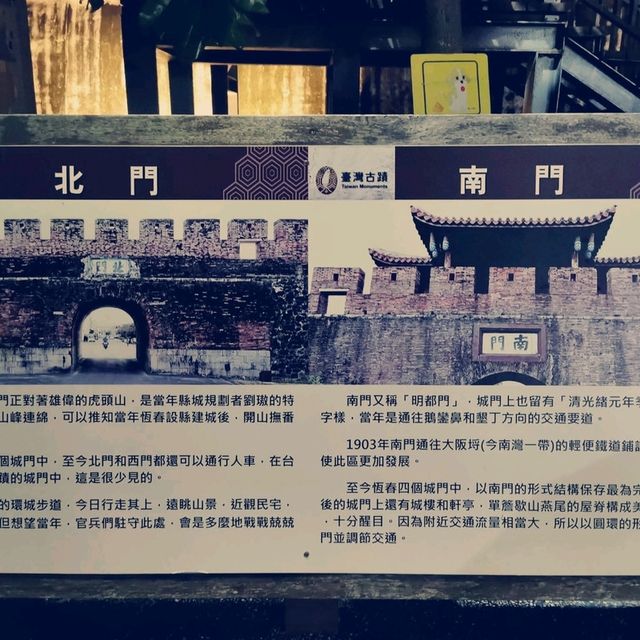 北門
臺灣古蹟
Taiwan Monuments
南門
門北
門南
門正對著雄偉的虎頭山，是當年縣城規劃者劉璈的特
山峰連綿，可以推知當年恆春設縣建城後，開山撫番
個城門中，至今北門和西門都還可以通行人車，在台
蹟的城門中，這是很少見的。
的環城步道，今日行走其上，遠眺山景，近觀民宅，
但想望當年，官兵們駐守此處，會是多麼地戰戰兢兢
南門又稱「明都門」，城門上也留有「清光緒元年
字樣，當年是通往鵝鑾鼻和墾丁方向的交通要道。
1903年南門通往大阪埒(今南灣一帶)的輕便鐵道鋪
使此區更加發展。
至今恆春四個城門中，以南門的形式結構保存最為完
後的城門上還有城樓和軒亭，單簷歇山燕尾的屋脊構成美
，十分醒目。因為附近交通流量相當大，所以以圓環的形
門並調節交通。